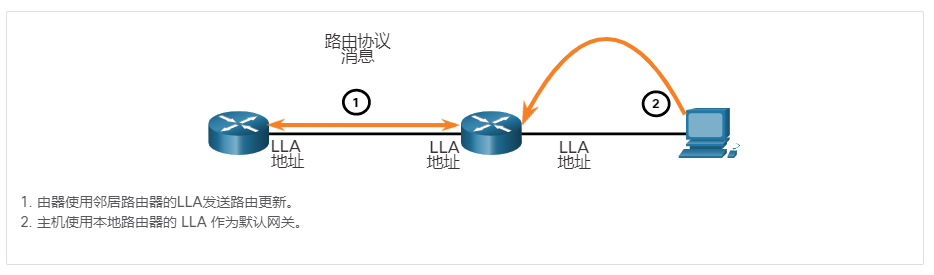 路由协议
消息
1
2
LLA
地址
LLA
地址
LLA
地址
1. 由器使用邻居路由器的LLA发送路由更新。
2. 主机使用本地路由器的 LLA 作为默认网关。